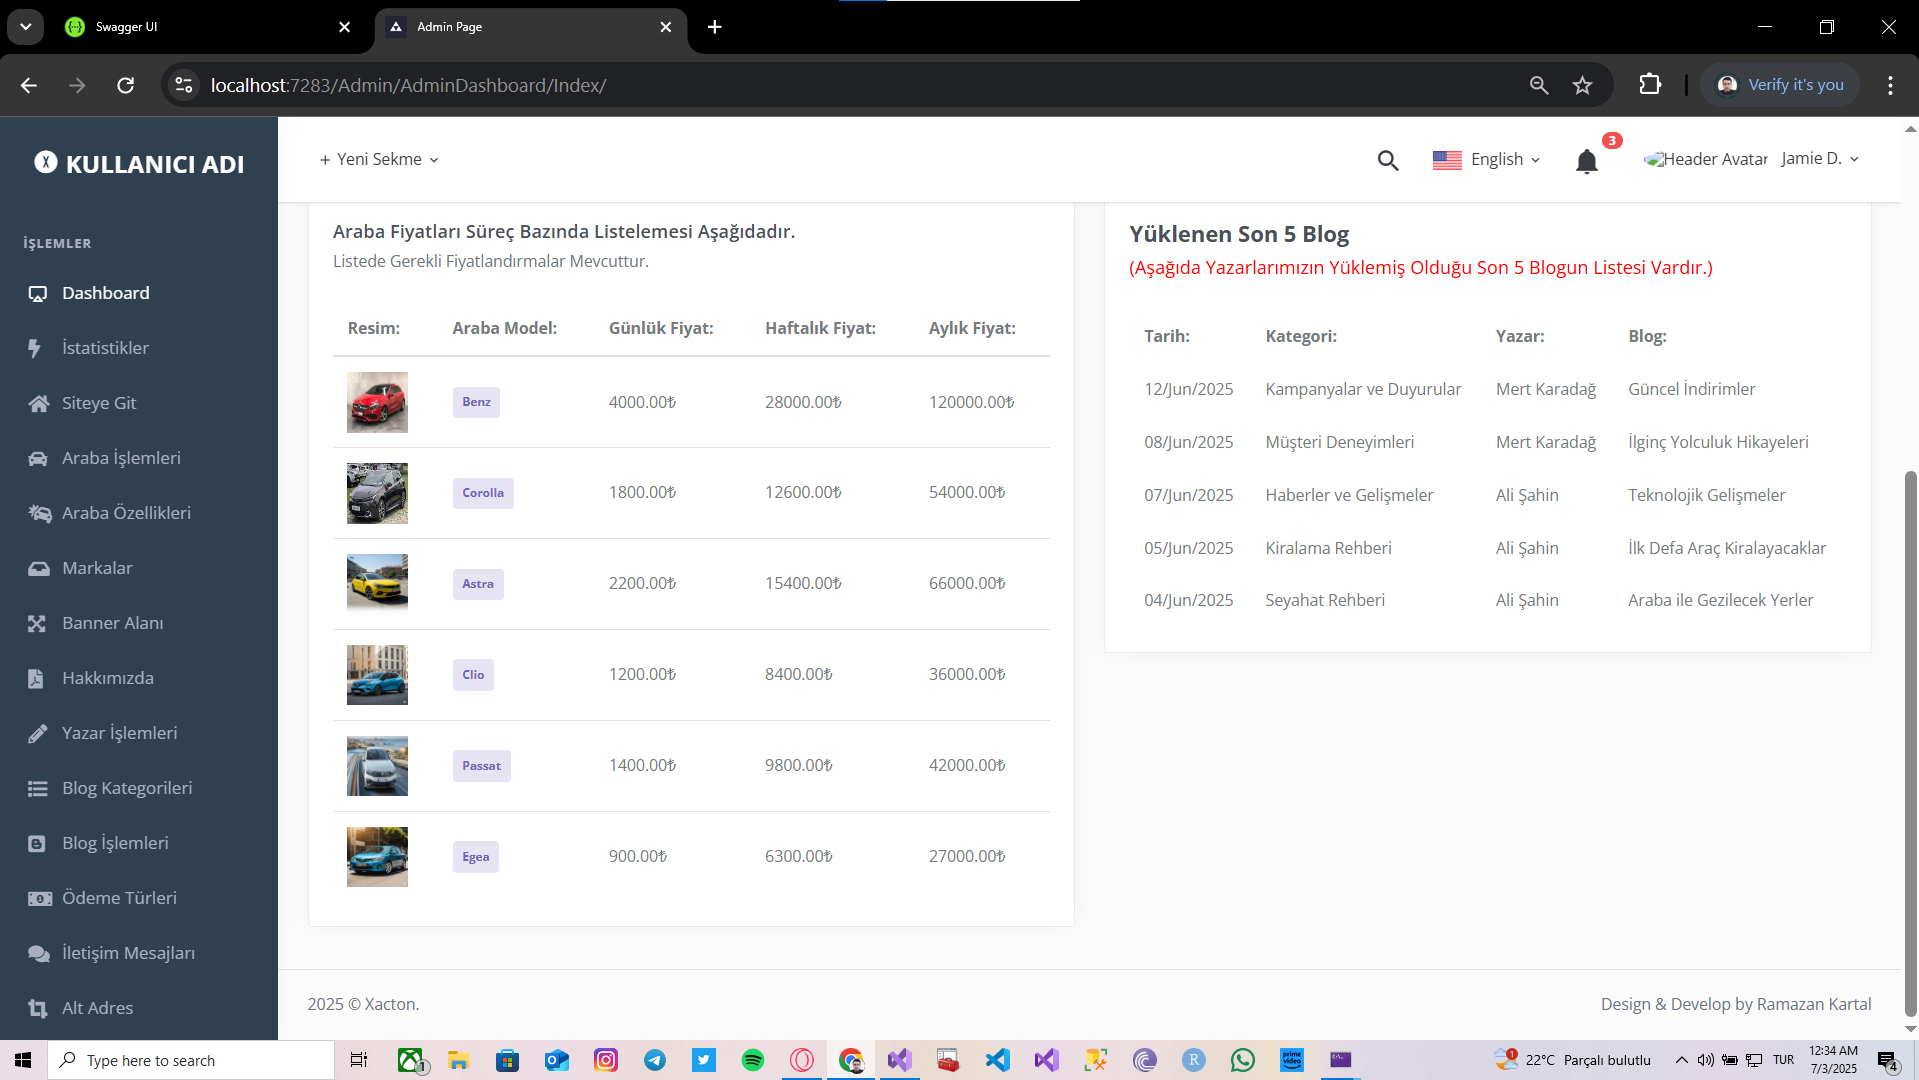 Swagger UI
Admin Page
localhost:7283/Admin/AdminDashboard/Index/
Verify it's you
X KULLANICI ADI
+ Yeni Sekme
English
3
Header Avatar
Jamie D.
İŞLEMLER
Dashboard
İstatistikler
Siteye Git
Araba İşlemleri
Araba Özellikleri
Markalar
Banner Alanı
Hakkımızda
Yazar İşlemleri
Blog Kategorileri
Blog İşlemleri
Ödeme Türleri
İletişim Mesajları
Alt Adres
Araba Fiyatları Süreç Bazında Listelemesi Aşağıdadır.
Listede Gerekli Fiyatlandırmalar Mevcuttur.
Resim: Araba Model: Günlük Fiyat: Haftalık Fiyat: Aylık Fiyat:
Benz 4000.00₺ 28000.00₺ 120000.00₺
Corolla 1800.00₺ 12600.00₺ 54000.00₺
Astra 2200.00₺ 15400.00₺ 66000.00₺
Clio 1200.00₺ 8400.00₺ 36000.00₺
Passat 1400.00₺ 9800.00₺ 42000.00₺
Egea 900.00₺ 6300.00₺ 27000.00₺
Yüklenen Son 5 Blog
(Aşağıda Yazarlarımızın Yüklemiş Olduğu Son 5 Blogun Listesi Vardır.)
Tarih: Kategori: Yazar: Blog:
12/Jun/2025 Kampanyalar ve Duyurular Mert Karadağ Güncel İndirimler
08/Jun/2025 Müşteri Deneyimleri Mert Karadağ İlginç Yolculuk Hikayeleri
07/Jun/2025 Haberler ve Gelişmeler Ali Şahin Teknolojik Gelişmeler
05/Jun/2025 Kiralama Rehberi Ali Şahin İlk Defa Araç Kiralayacaklar
04/Jun/2025 Seyahat Rehberi Ali Şahin Araba ile Gezilecek Yerler
2025 © Xacton.
Design & Develop by Ramazan Kartal
Type here to search
1
R
prime video
1
22°C Parçalı bulutlu
TUR
12:34 AM
7/3/2025
4